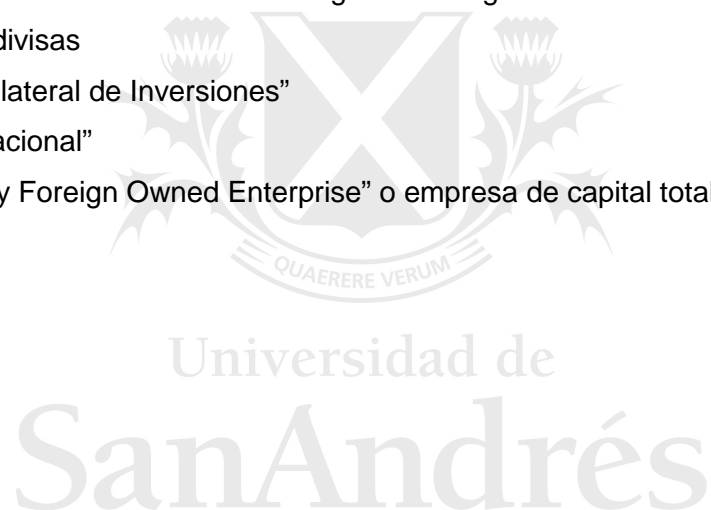 divisas
lateral de Inversiones”
acional”
y Foreign Owned Enterprise” o empresa de capital total
QUAERERE VERUM
Universidad de
SanAndrés